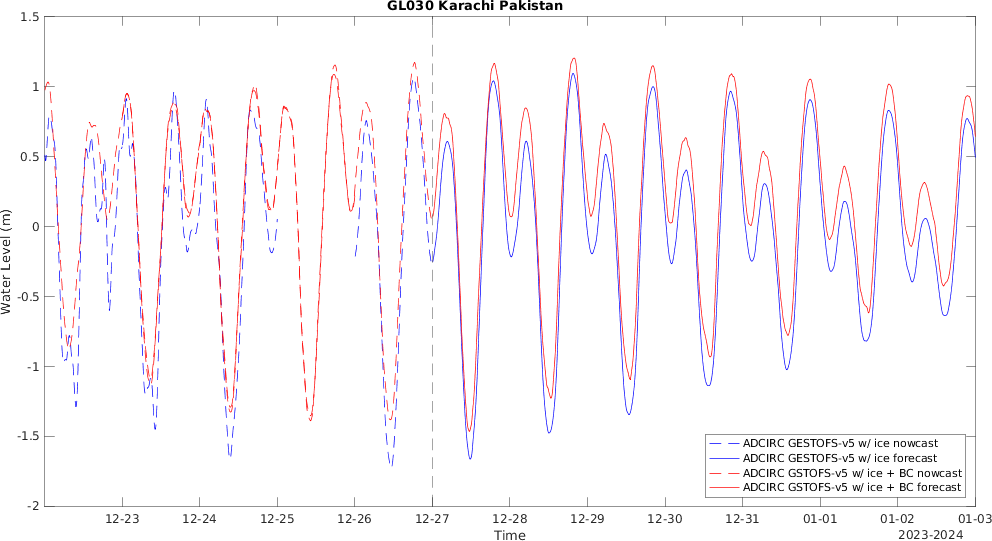 GL030 Karachi Pakistan
1.5
1
0.5
0
-0.5
-1
-1.5
-2
Water Level (m)
12-23 12-24 12-25 12-26 12-27 12-28 12-29 12-30 12-31 01-01 01-02 01-03
Time
2023-2024
ADCIRC GESTOFS-v5 w/ ice nowcast
ADCIRC GESTOFS-v5 w/ ice forecast
ADCIRC GSTOFS-v5 w/ ice + BC nowcast
ADCIRC GSTOFS-v5 w/ ice + BC forecast